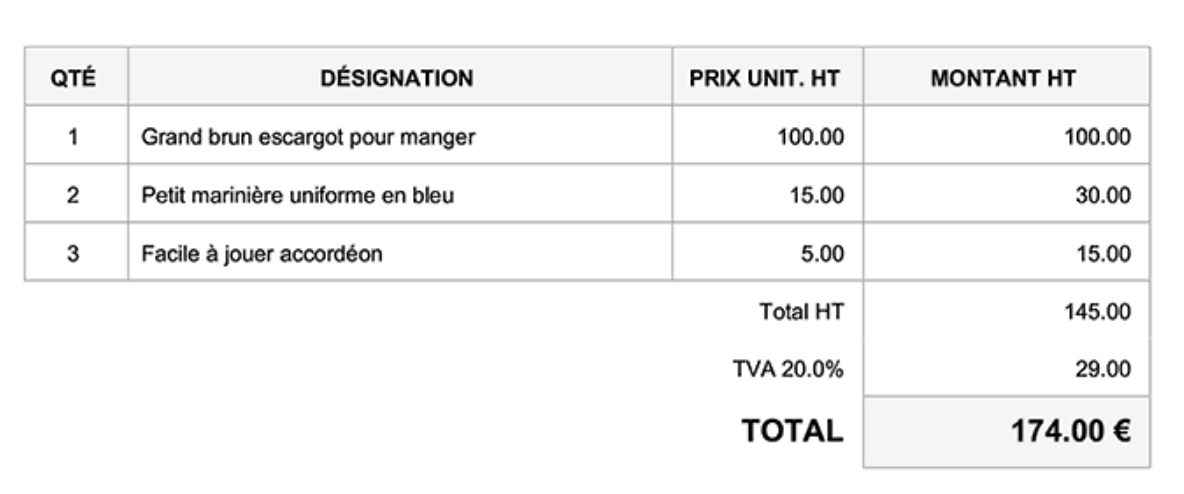 QTÉ DÉSIGNATION PRIX UNIT. HT MONTANT HT
1 Grand brun escargot pour manger 100.00 100.00
2 Petit marinière uniforme en bleu 15.00 30.00
3 Facile à jouer accordéon 5.00 15.00
Total HT 145.00
TVA 20.0% 29.00
TOTAL 174.00 €